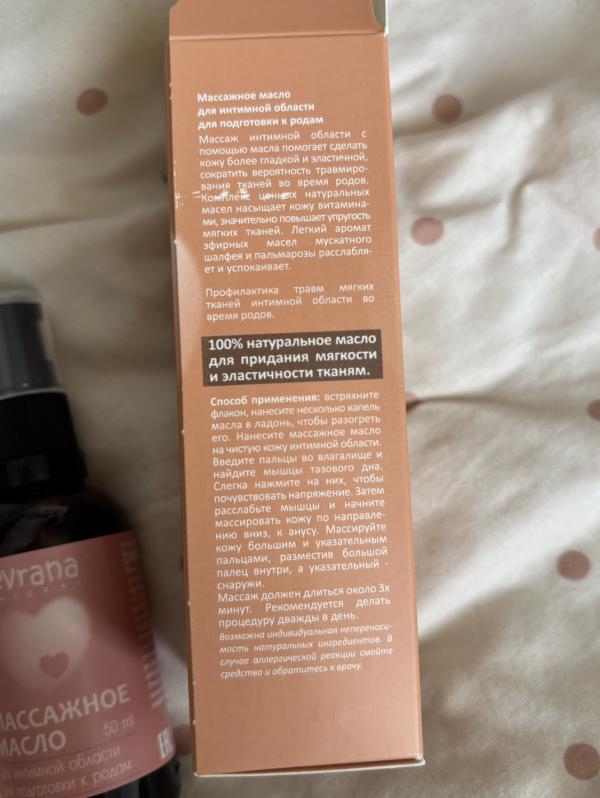 Массажное масло
для интимной области
для подготовки к родам
Массаж интимной области с
помощью масла помогает сделать
кожу более гладкой и эластичной,
сократить вероятность травмиро-
вания тканей во время родов.
Комплекс ценных натуральных
масел насыщает кожу витамина-
ми, значительно повышает упругость
мягких тканей. Легкий аромат
эфирных масел мускатного
шалфея и пальмарозы расслабля-
ет и успокаивает.
Профилактика травм мягких
тканей интимной области во
время родов.
100% натуральное масло
для придания мягкости
и эластичности тканям.
Способ применения: встряхните
флакон, нанесите несколько капель
масла в ладонь, чтобы разогреть
его. Нанесите массажное масло
на чистую кожу интимной области.
Введите пальцы во влагалище и
найдите мышцы тазового дна.
Слегка нажмите на них, чтобы
почувствовать напряжение. Затем
расслабьте мышцы и начните
массировать кожу по направле-
нию вниз, к анусу. Массируйте
кожу большим и указательным
пальцами, разместив большой
палец внутри, а указательный -
снаружи.
Массаж должен длиться около 3х
минут. Рекомендуется делать
процедуру дважды в день.
Возможна индивидуальная непереноси-
мость натуральных ингредиентов. В
случае аллергической реакции смойте
средство и обратитесь к врачу.
evrana
МАССАЖНОЕ
МАСЛО
50 ml
для интимной области
для подготовки к родам
EAC